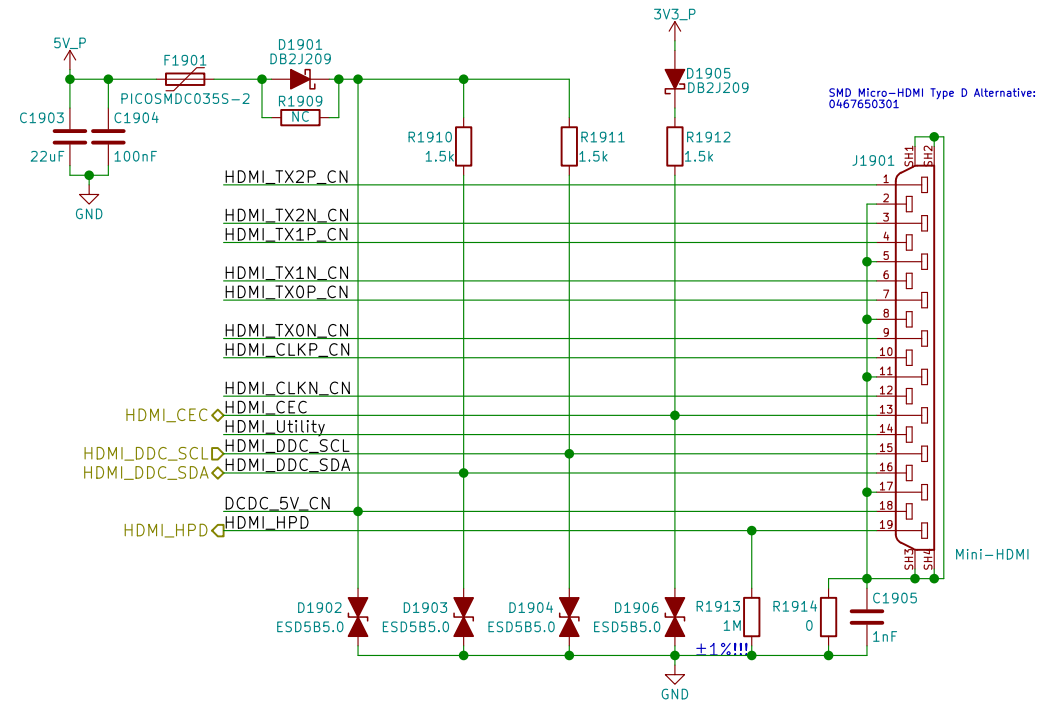 3V3_P
5V_P
D1901
DB2J209
F1901
PICOSMDC035S-2
R1909
NC
D1905
DB2J209
SMD Micro-HDMI Type D Alternative:
0467650301
C1903
22uF
C1904
100nF
GND
R1910
1.5k
R1911
1.5k
R1912
1.5k
J1901
SH1
SH2
HDMI_TX2P_CN
1
2
HDMI_TX2N_CN
3
HDMI_TX1P_CN
4
5
HDMI_TX1N_CN
6
HDMI_TX0P_CN
7
8
HDMI_TX0N_CN
9
HDMI_CLKP_CN
10
11
HDMI_CLKN_CN
12
HDMI_CEC
HDMI_CEC
13
HDMI_Utility
14
HDMI_DDC_SCL
HDMI_DDC_SCL
15
HDMI_DDC_SDA
HDMI_DDC_SDA
16
17
DCDC_5V_CN
18
HDMI_HPD
HDMI_HPD
19
SH3
SH4
Mini-HDMI
D1902
ESD5B5.0
D1903
ESD5B5.0
D1904
ESD5B5.0
D1906
ESD5B5.0
R1913
1M
±1%!!!
R1914
0
C1905
1nF
GND